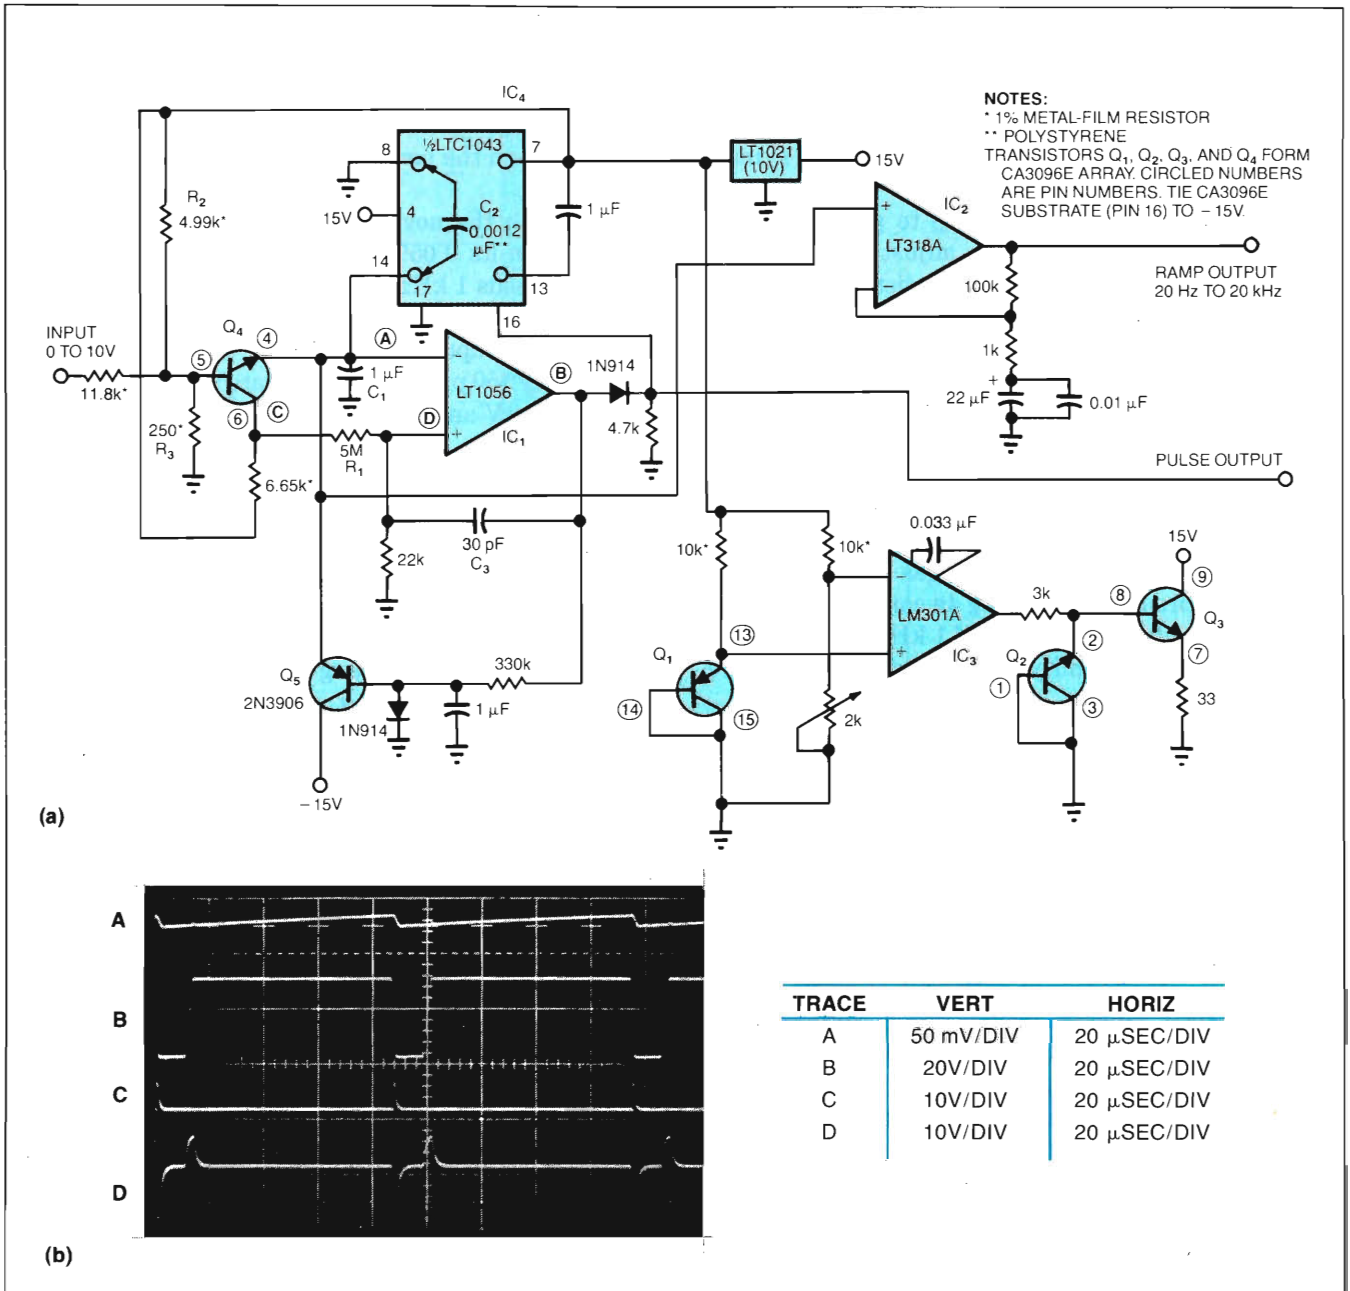 NOTES:
* 1% METAL-FILM RESISTOR
** POLYSTYRENE
TRANSISTORS Q₁, Q₂, Q₃, AND Q₄ FORM
CA3096E ARRAY. CIRCLED NUMBERS
ARE PIN NUMBERS. TIE CA3096E
SUBSTRATE (PIN 16) TO – 15V.
IC₄
½LTC1043
8
7
15V
4
C₂
0.0012
µF**
14
17
13
16
1 µF
LT1021
(10V)
15V
R₂
4.99k*
INPUT
0 TO 10V
11.8k*
Q₄
4
5
6
C
A
1 µF
C₁
LT1056
–
+
IC₁
B
D
1N914
4.7k
250*
R₃
5M
R₁
6.65k*
30 pF
C₃
22k
Q₅
2N3906
330k
1N914
1 µF
– 15V
+
–
LT318A
IC₂
100k
1k
+
22 µF
0.01 µF
RAMP OUTPUT
20 Hz TO 20 kHz
PULSE OUTPUT
10k*
10k*
0.033 µF
–
+
LM301A
IC₃
3k
13
Q₁
14
15
2k
Q₂
1
2
3
15V
9
8
Q₃
7
33
(a)
A
B
C
D
(b)
TRACE VERT HORIZ
A 50 mV/DIV 20 µSEC/DIV
B 20V/DIV 20 µSEC/DIV
C 10V/DIV 20 µSEC/DIV
D 10V/DIV 20 µSEC/DIV